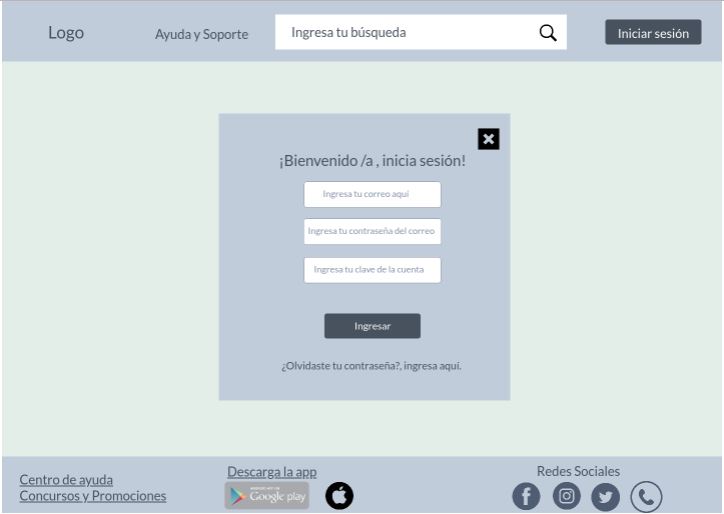 Logo
Ayuda y Soporte
Ingresa tu búsqueda
Iniciar sesión
¡Bienvenido /a , inicia sesión!
Ingresa tu correo aquí
Ingresa tu contraseña del correo
Ingresa tu clave de la cuenta
Ingresar
¿Olvidaste tu contraseña?, ingresa aquí.
Centro de ayuda
Concursos y Promociones
Descarga la app
Google play
Redes Sociales